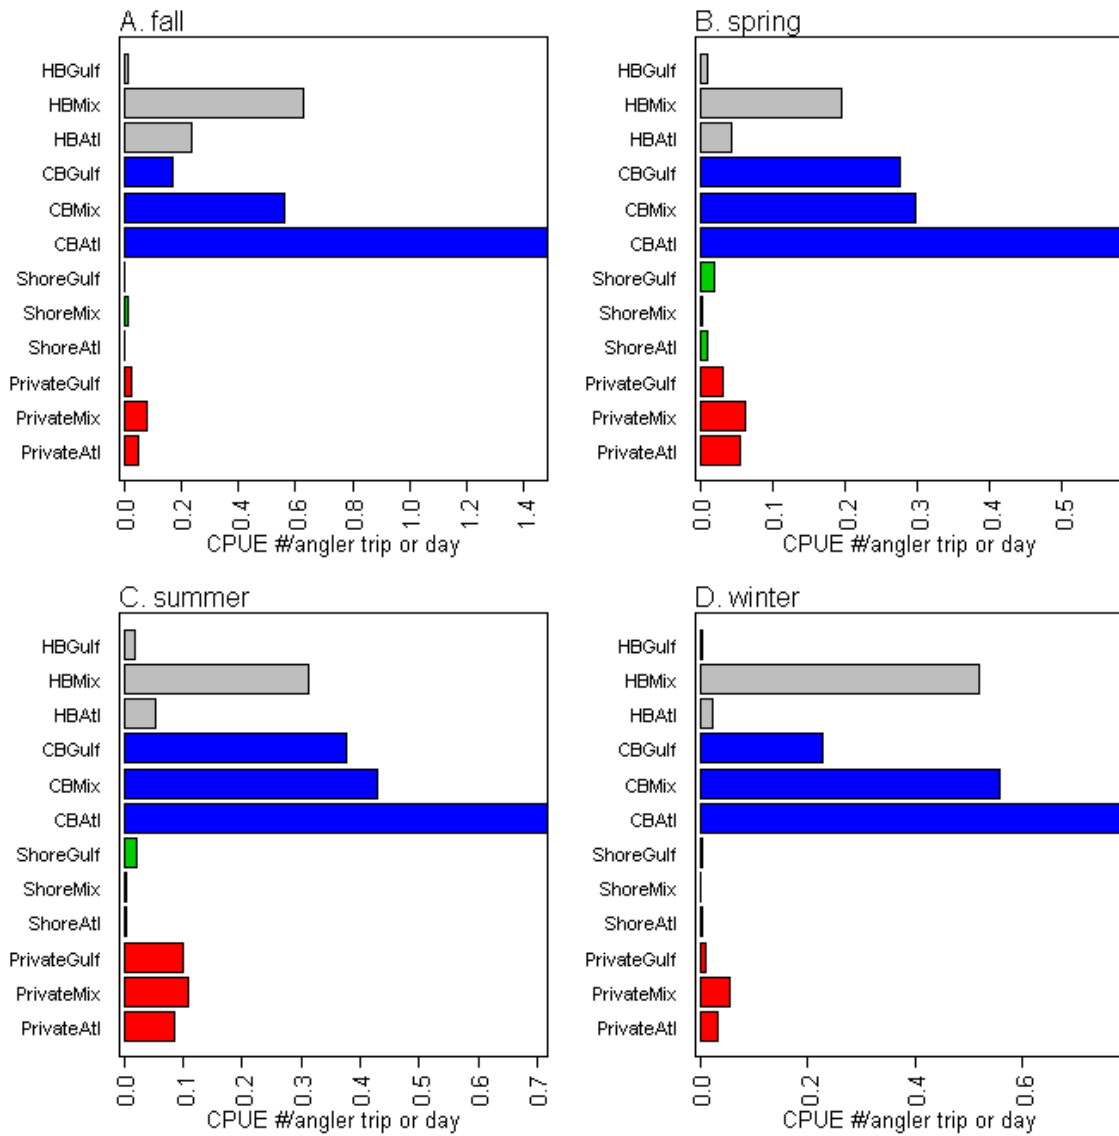 A. fall
HBGulf
HBMix
HBAtl
CBGulf
CBMix
CBAtl
ShoreGulf
ShoreMix
ShoreAtl
PrivateGulf
PrivateMix
PrivateAtl
0.0 0.2 0.4 0.6 0.8 1.0 1.2 1.4
CPUE #/angler trip or day
B. spring
HBGulf
HBMix
HBAtl
CBGulf
CBMix
CBAtl
ShoreGulf
ShoreMix
ShoreAtl
PrivateGulf
PrivateMix
PrivateAtl
0.0 0.1 0.2 0.3 0.4 0.5
CPUE #/angler trip or day
C. summer
HBGulf
HBMix
HBAtl
CBGulf
CBMix
CBAtl
ShoreGulf
ShoreMix
ShoreAtl
PrivateGulf
PrivateMix
PrivateAtl
0.0 0.1 0.2 0.3 0.4 0.5 0.6 0.7
CPUE #/angler trip or day
D. winter
HBGulf
HBMix
HBAtl
CBGulf
CBMix
CBAtl
ShoreGulf
ShoreMix
ShoreAtl
PrivateGulf
PrivateMix
PrivateAtl
0.0 0.2 0.4 0.6
CPUE #/angler trip or day